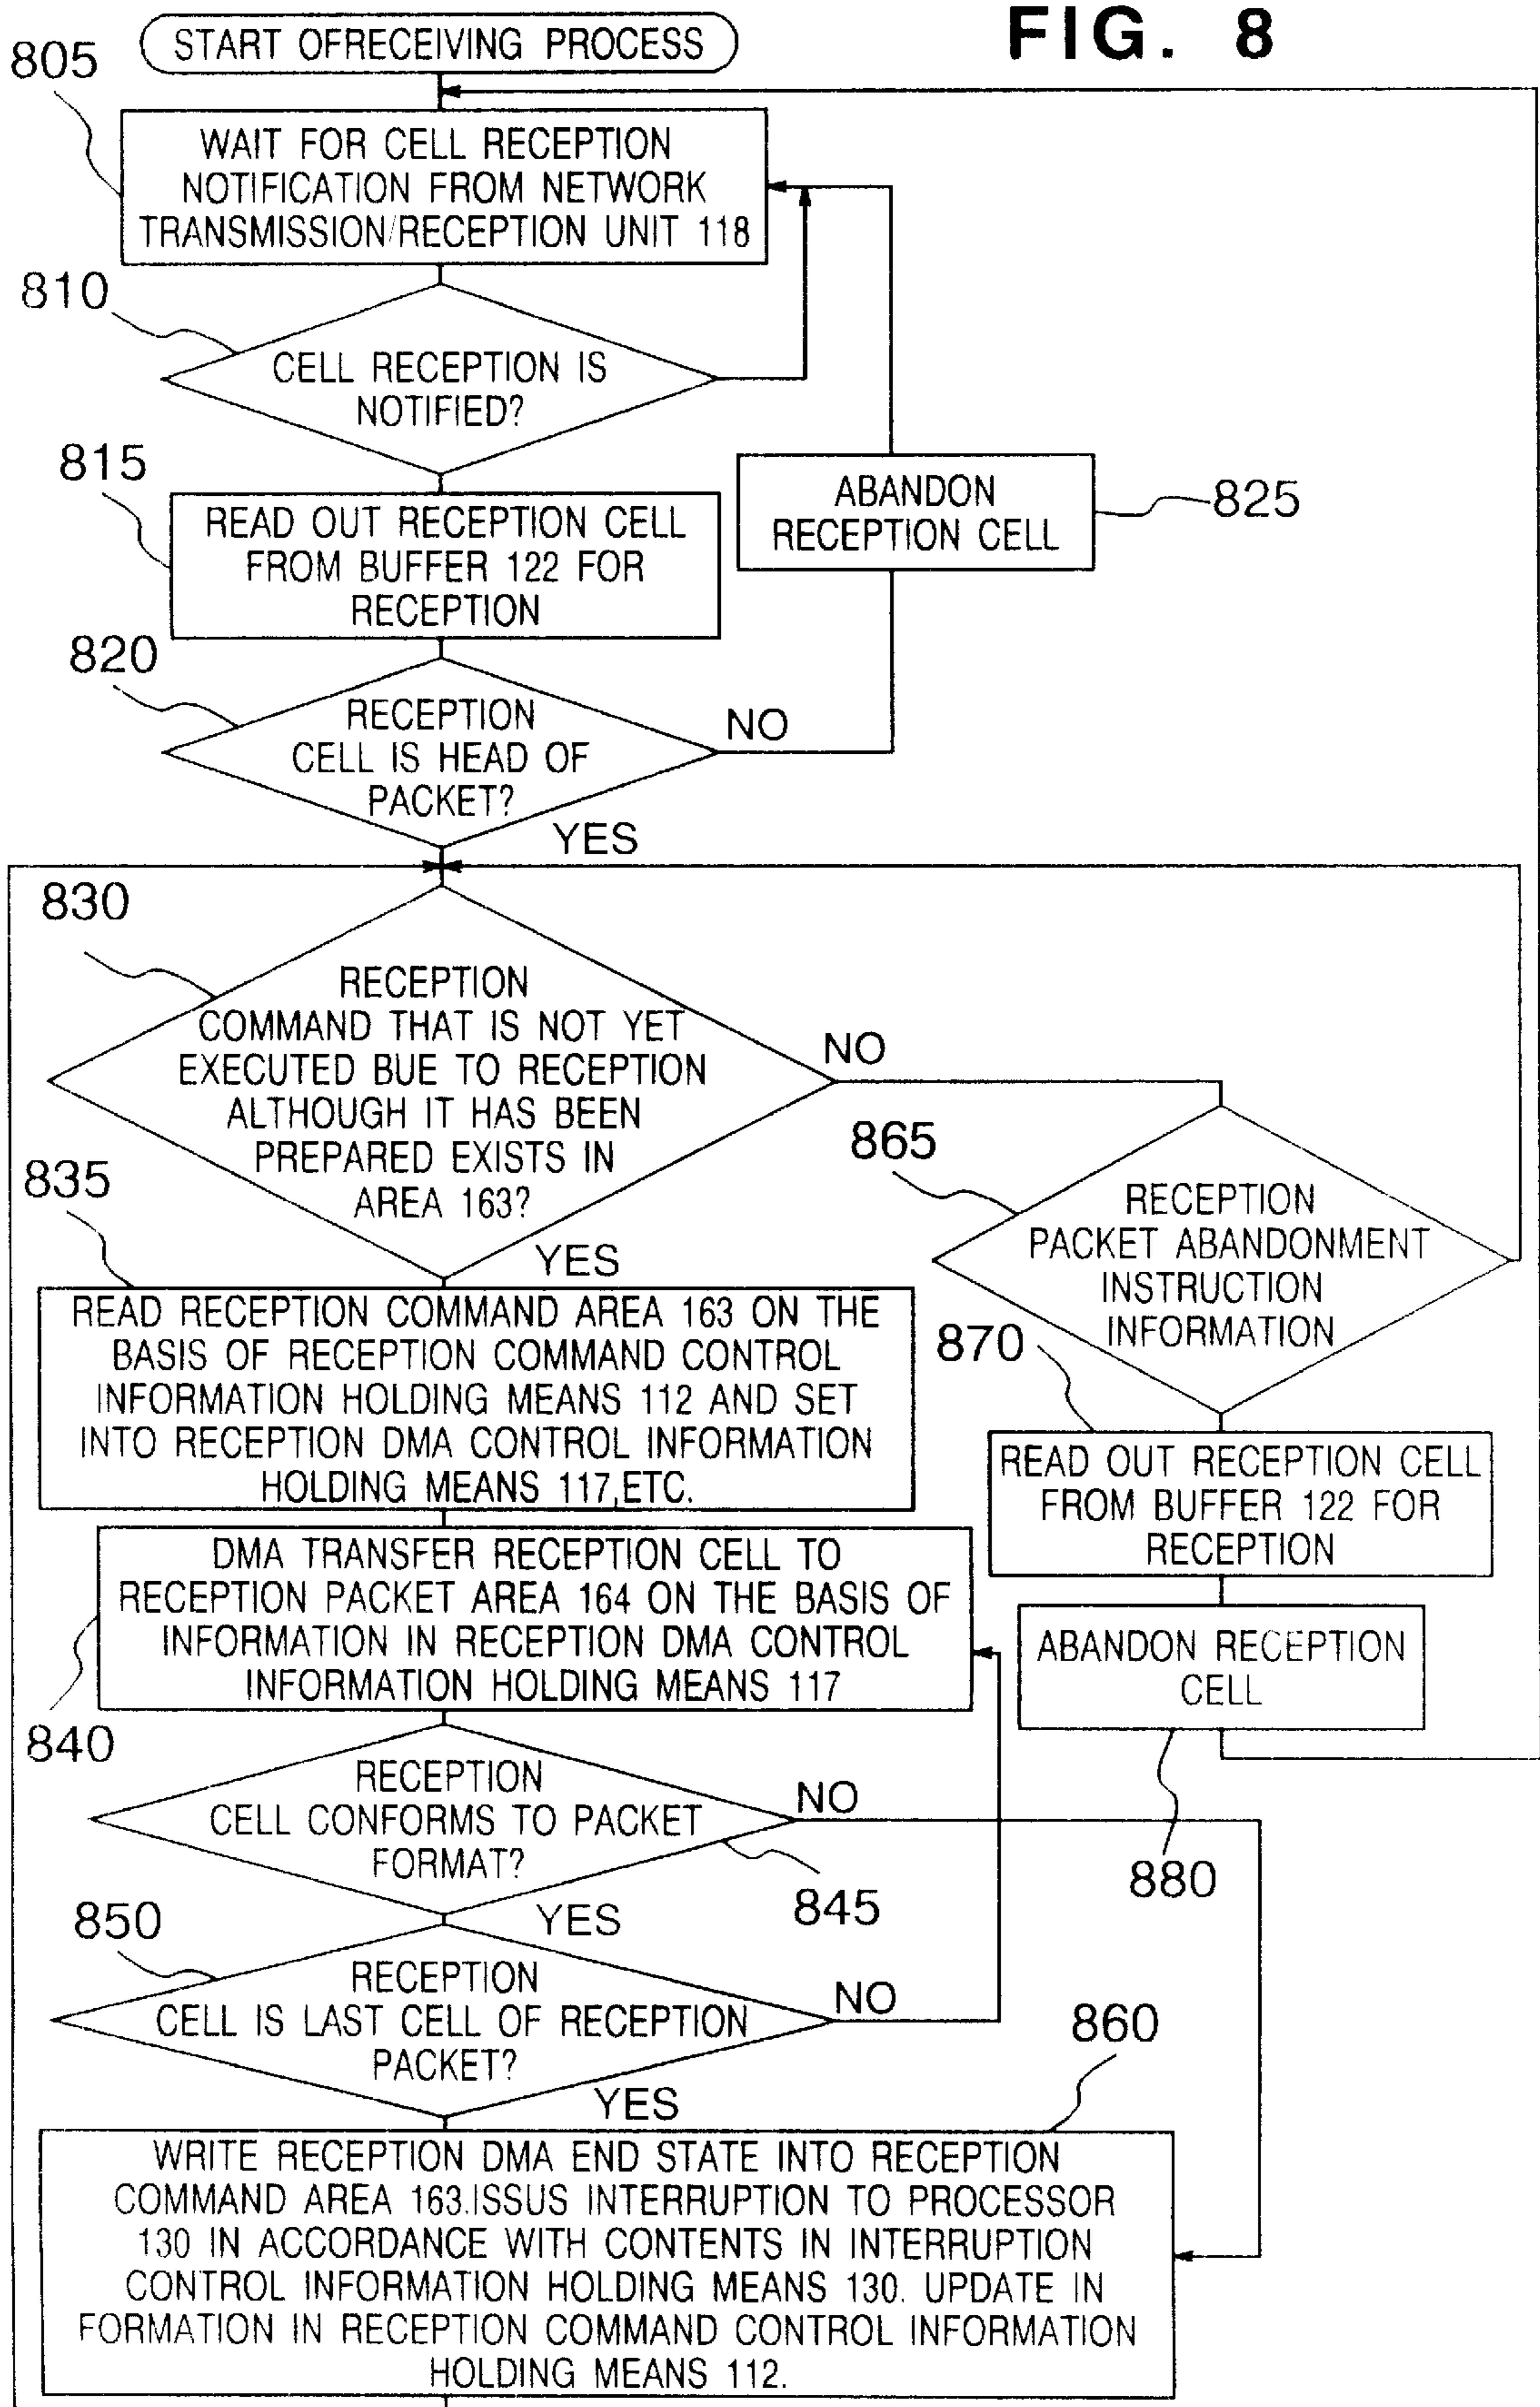 FIG. 8
START OFRECEIVING PROCESS
805
WAIT FOR CELL RECEPTION
NOTIFICATION FROM NETWORK
TRANSMISSION/RECEPTION UNIT 118
810
CELL RECEPTION IS
NOTIFIED?
815
READ OUT RECEPTION CELL
FROM BUFFER 122 FOR
RECEPTION
ABANDON
RECEPTION CELL
825
820
RECEPTION
CELL IS HEAD OF
PACKET?
NO
YES
830
RECEPTION
COMMAND THAT IS NOT YET
EXECUTED BUE TO RECEPTION
ALTHOUGH IT HAS BEEN
PREPARED EXISTS IN
AREA 163?
NO
YES
865
RECEPTION
PACKET ABANDONMENT
INSTRUCTION
INFORMATION
835
READ RECEPTION COMMAND AREA 163 ON THE
BASIS OF RECEPTION COMMAND CONTROL
INFORMATION HOLDING MEANS 112 AND SET
INTO RECEPTION DMA CONTROL INFORMATION
HOLDING MEANS 117,ETC.
870
READ OUT RECEPTION CELL
FROM BUFFER 122 FOR
RECEPTION
DMA TRANSFER RECEPTION CELL TO
RECEPTION PACKET AREA 164 ON THE BASIS OF
INFORMATION IN RECEPTION DMA CONTROL
INFORMATION HOLDING MEANS 117
840
ABANDON RECEPTION
CELL
880
RECEPTION
CELL CONFORMS TO PACKET
FORMAT?
NO
845
YES
850
RECEPTION
CELL IS LAST CELL OF RECEPTION
PACKET?
NO
YES
860
WRITE RECEPTION DMA END STATE INTO RECEPTION
COMMAND AREA 163.ISSUS INTERRUPTION TO PROCESSOR
130 IN ACCORDANCE WITH CONTENTS IN INTERRUPTION
CONTROL INFORMATION HOLDING MEANS 130. UPDATE IN
FORMATION IN RECEPTION COMMAND CONTROL INFORMATION
HOLDING MEANS 112.